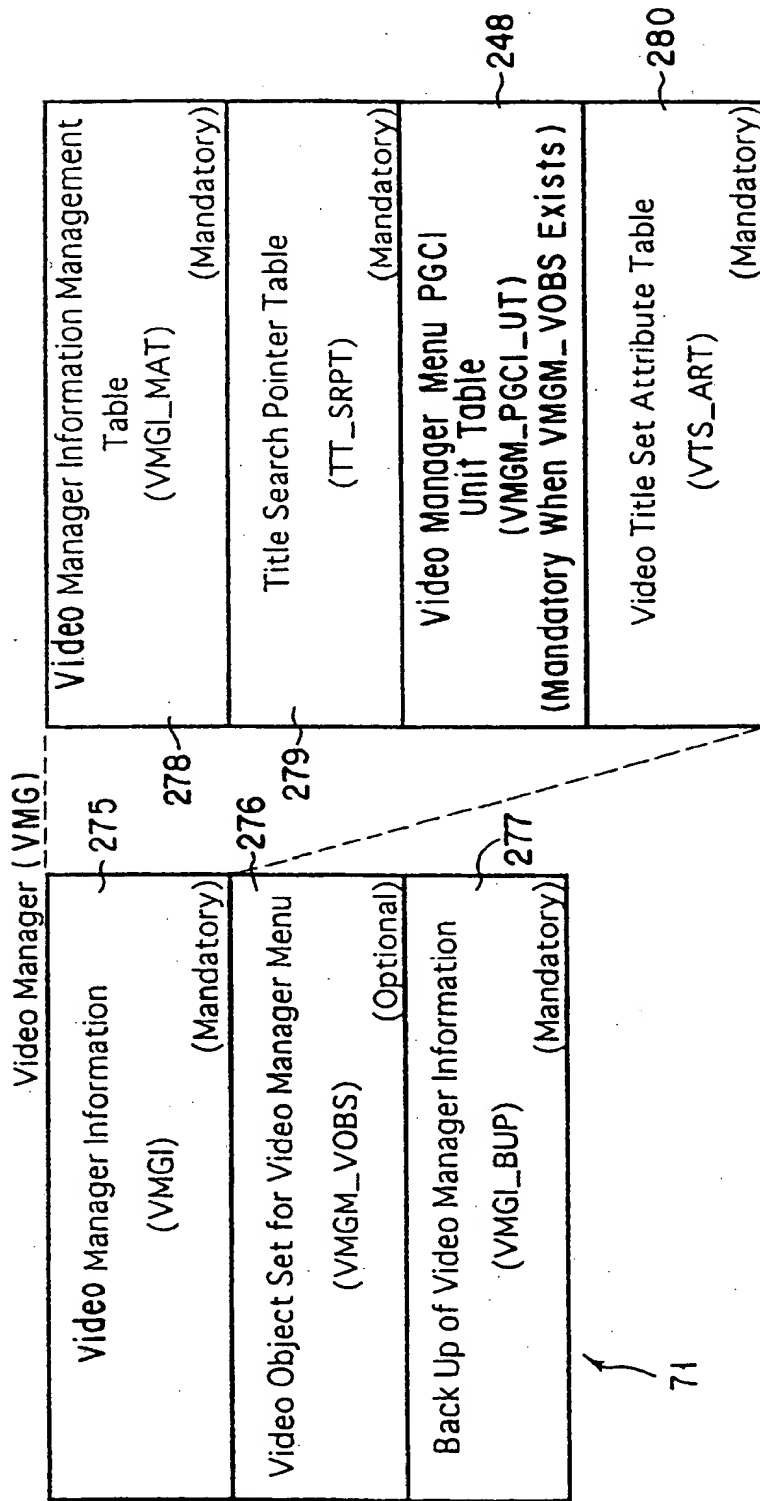 Video Manager (VMG)
Video Manager Information
(VMGI)
(Mandatory)
275
Video Object Set for Video Manager Menu
(VMGM_VOBS)
(Optional)
276
Back Up of Video Manager Information
(VMGI_BUP)
(Mandatory)
277
71
Video Manager Information Management
Table
(VMGI_MAT)
(Mandatory)
278
Title Search Pointer Table
(TT_SRPT)
(Mandatory)
279
Video Manager Menu PGCI
Unit Table
(VMGM_PGCI_UT)
(Mandatory When VMGM_VOBS Exists)
248
Video Title Set Attribute Table
(VTS_ART)
(Mandatory)
280